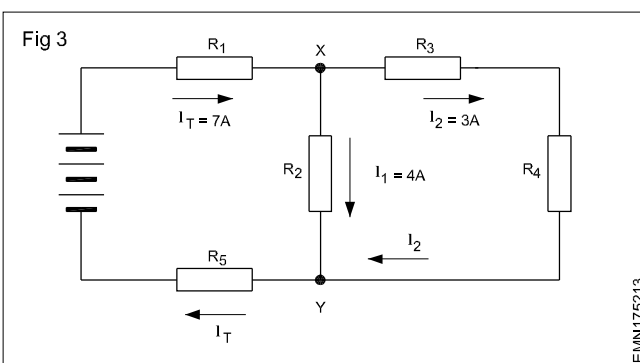 Fig 3
R1
X
R3
IT = 7A
I2 = 3A
R2
I1 = 4A
R4
I2
R5
Y
IT
EMN175213